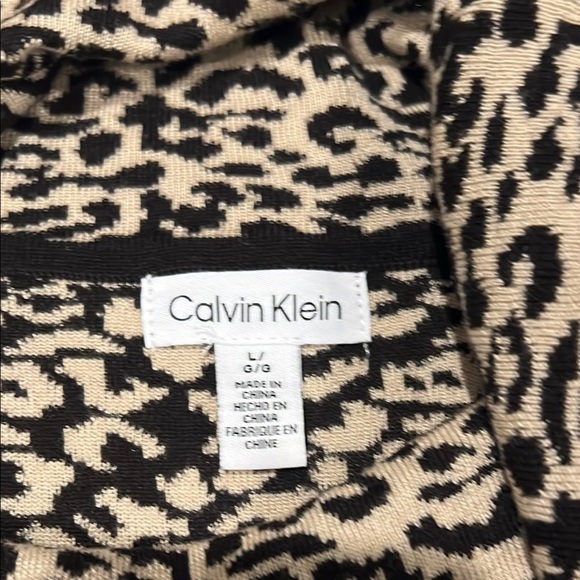 Calvin Klein
L/
G/G
MADE IN
CHINA
HECHO EN
CHINA
FABRIQUE EN
CHINE